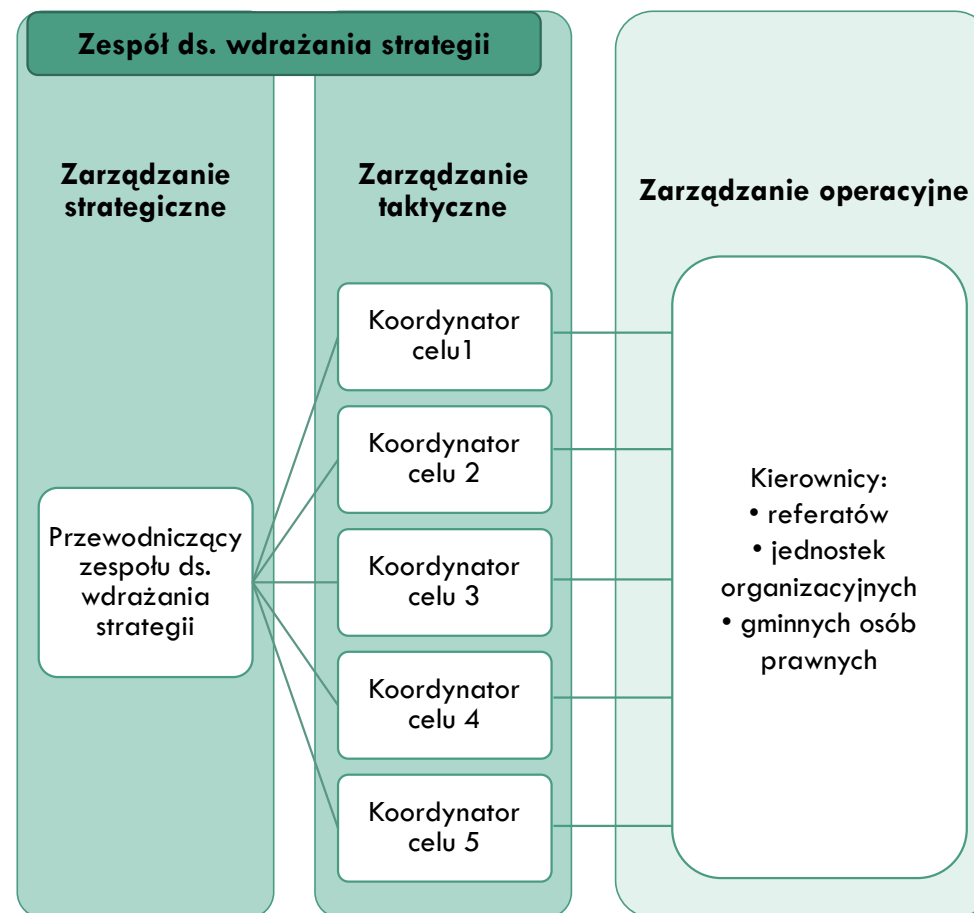 Zespół ds. wdrażania strategii
Zarządzanie
strategiczne
Zarządzanie
taktyczne
Zarządzanie operacyjne
Przewodniczący
zespołu ds.
wdrażania
strategii
Koordynator
celu1
Koordynator
celu 2
Koordynator
celu 3
Koordynator
celu 4
Koordynator
celu 5
Kierownicy:
• referatów
• jednostek
organizacyjnych
• gminnych osób
prawnych